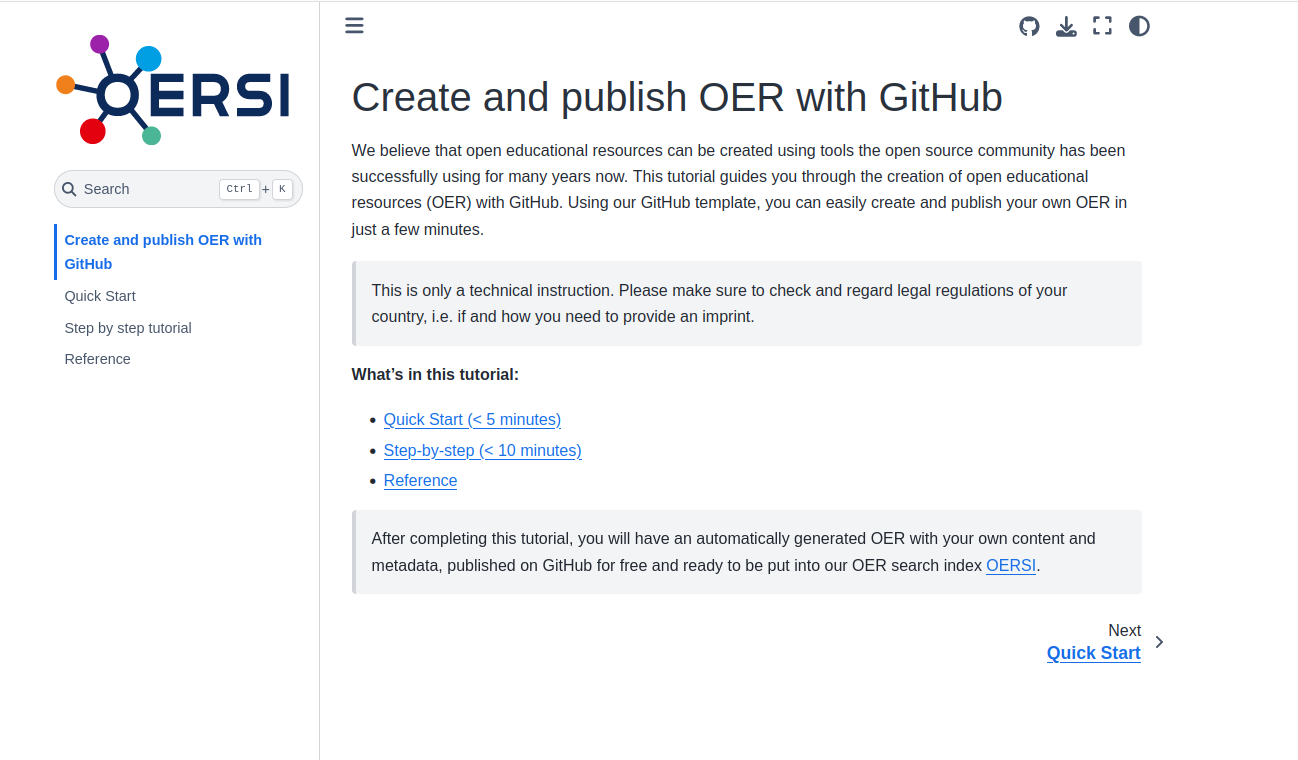 OERSI
Search Ctrl + K
Create and publish OER with
GitHub
Quick Start
Step by step tutorial
Reference
Create and publish OER with GitHub
We believe that open educational resources can be created using tools the open source community has been
successfully using for many years now. This tutorial guides you through the creation of open educational
resources (OER) with GitHub. Using our GitHub template, you can easily create and publish your own OER in
just a few minutes.
This is only a technical instruction. Please make sure to check and regard legal regulations of your
country, i.e. if and how you need to provide an imprint.
What’s in this tutorial:
• Quick Start (< 5 minutes)
• Step-by-step (< 10 minutes)
• Reference
After completing this tutorial, you will have an automatically generated OER with your own content and
metadata, published on GitHub for free and ready to be put into our OER search index OERSI.
Next
Quick Start